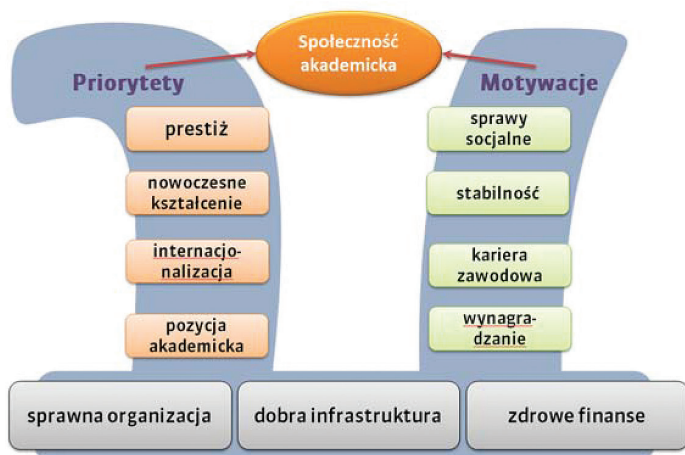 Społeczność
akademicka
Priorytety
Motywacje
prestiż
nowoczesne
kształcenie
internacjo-
nalizacja
pozycja
akademicka
sprawy
socjalne
stabilność
kariera
zawodowa
wynagra-
dzanie
sprawna organizacja
dobra infrastruktura
zdrowe finanse